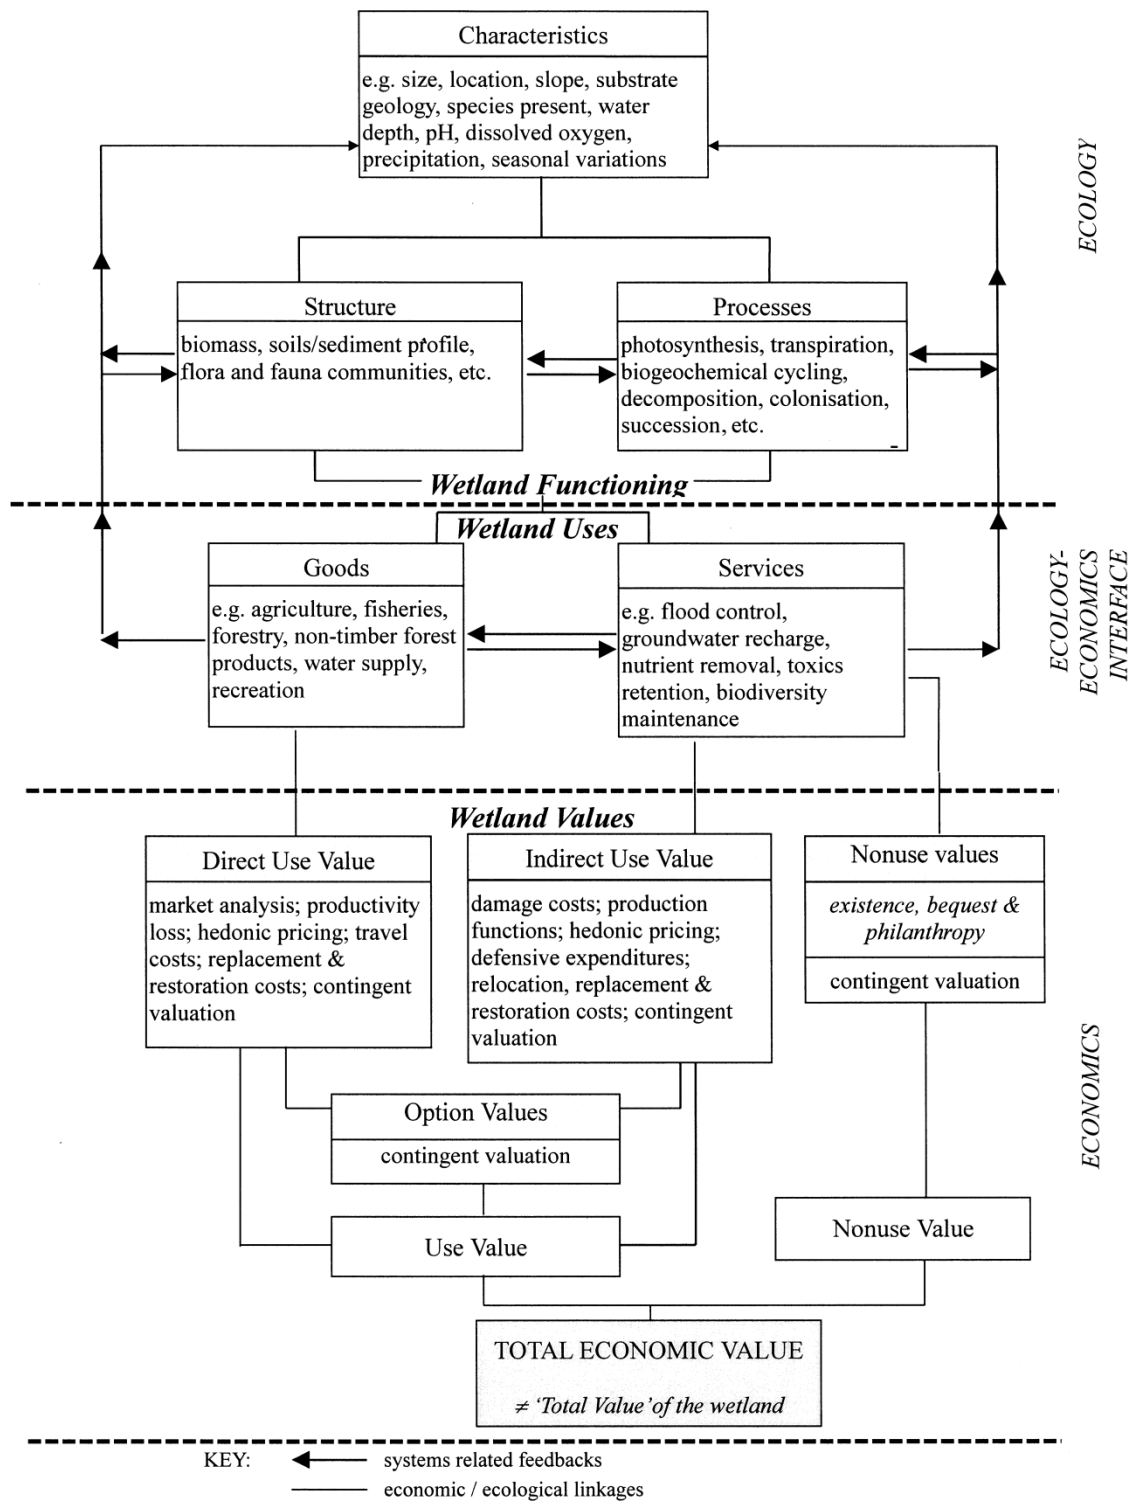 Characteristics
e.g. size, location, slope, substrate
geology, species present, water
depth, pH, dissolved oxygen,
precipitation, seasonal variations
ECOLOGY
Structure
biomass, soils/sediment profile,
flora and fauna communities, etc.
Processes
photosynthesis, transpiration,
biogeochemical cycling,
decomposition, colonisation,
succession, etc.
Wetland Functioning
Wetland Uses
Goods
e.g. agriculture, fisheries,
forestry, non-timber forest
products, water supply,
recreation
Services
e.g. flood control,
groundwater recharge,
nutrient removal, toxics
retention, biodiversity
maintenance
ECOLOGY-
ECONOMICS
INTERFACE
Wetland Values
Direct Use Value
market analysis; productivity
loss; hedonic pricing; travel
costs; replacement &
restoration costs; contingent
valuation
Indirect Use Value
damage costs; production
functions; hedonic pricing;
defensive expenditures;
relocation, replacement &
restoration costs; contingent
valuation
Nonuse values
existence, bequest &
philanthropy
contingent valuation
ECONOMICS
Option Values
contingent valuation
Use Value
Nonuse Value
TOTAL ECONOMIC VALUE
≠ ‘Total Value’ of the wetland
KEY:
systems related feedbacks
economic / ecological linkages